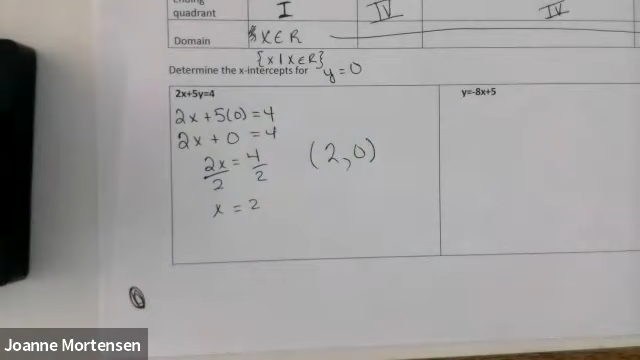 Ending
quadrant I IV IV
Domain X ∈ R
{x | x ∈ R}
Determine the x-intercepts for y = 0
2x+5y=4
2x + 5(0) = 4
2x + 0 = 4
2x = 4
2 2
x = 2
(2,0)
y=-8x+5
Joanne Mortensen